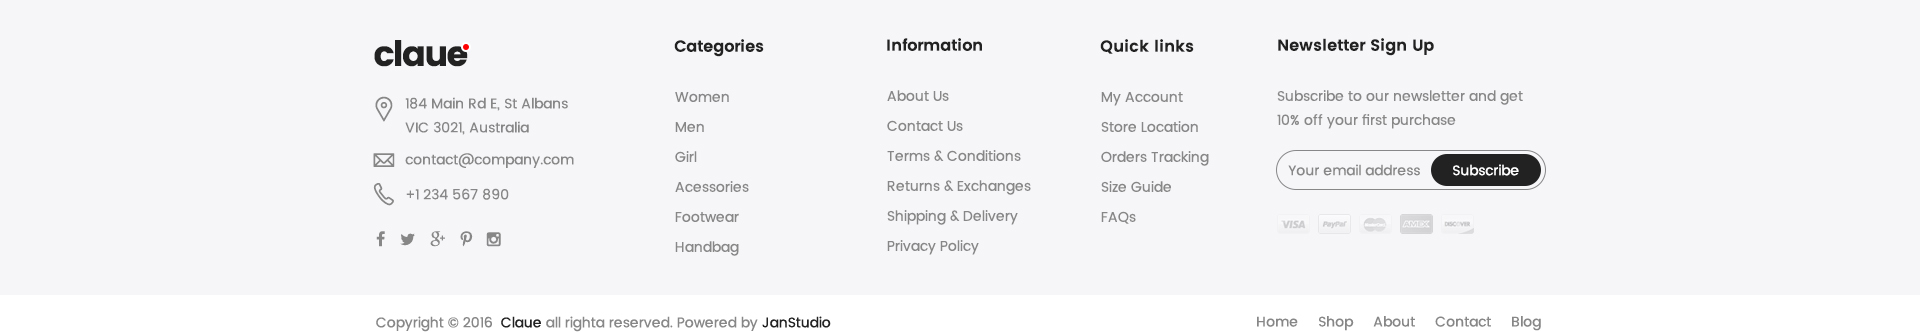 claue
184 Main Rd E, St Albans
VIC 3021, Australia
contact@company.com
+1 234 567 890
Categories
Women
Men
Girl
Acessories
Footwear
Handbag
Information
About Us
Contact Us
Terms & Conditions
Returns & Exchanges
Shipping & Delivery
Privacy Policy
Quick links
My Account
Store Location
Orders Tracking
Size Guide
FAQs
Newsletter Sign Up
Subscribe to our newsletter and get
10% off your first purchase
Your email address Subscribe
VISA PayPal MasterCard AMEX DISCOVER
Copyright © 2016 Claue all righta reserved. Powered by JanStudio
Home Shop About Contact Blog